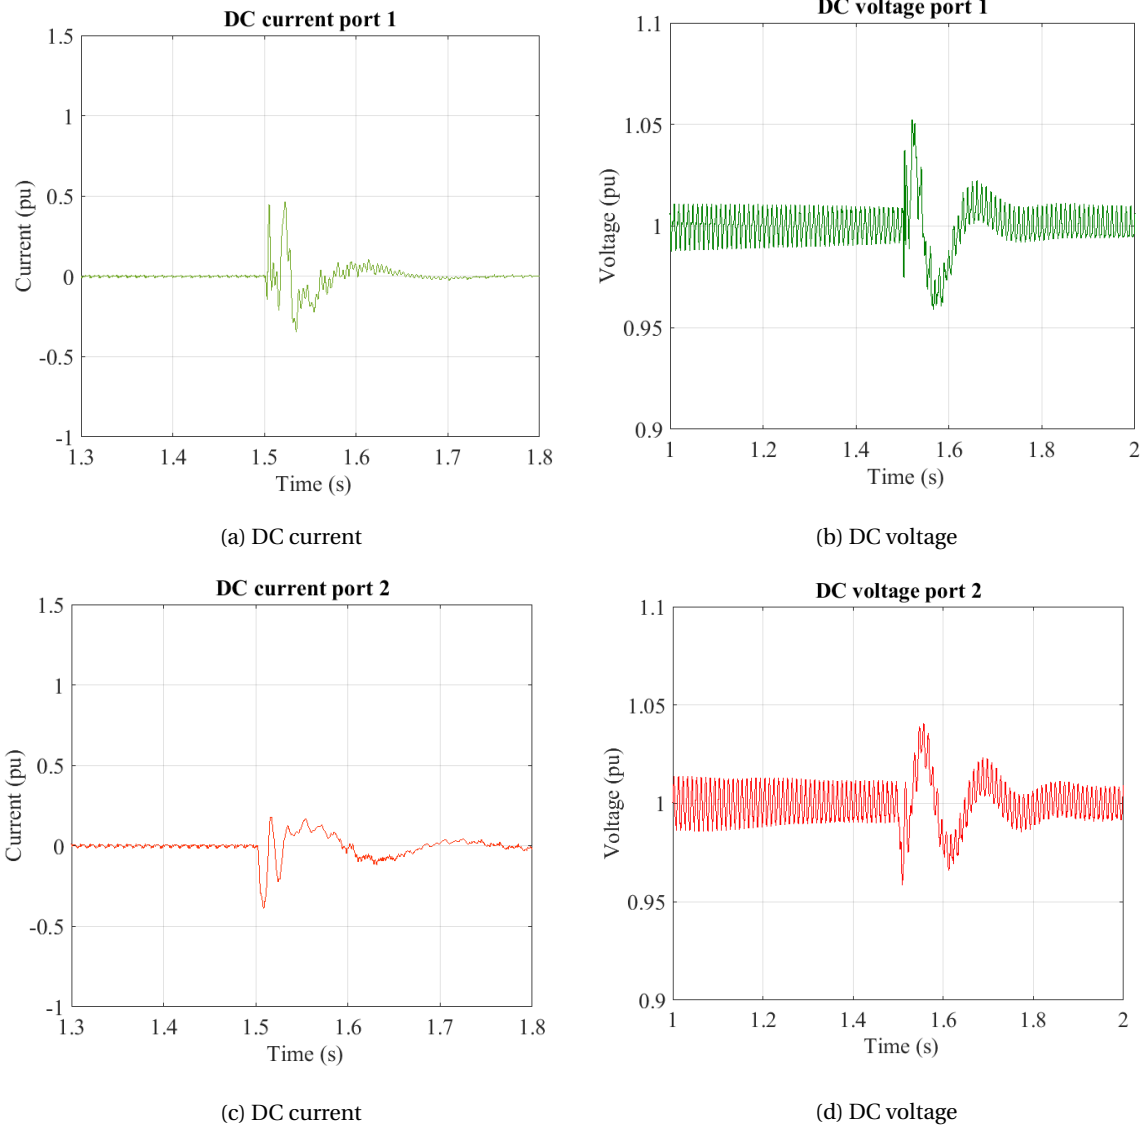 DC current port 1
1.5
1
0.5
0
-0.5
-1
Current (pu)
1.3 1.4 1.5 1.6 1.7 1.8
Time (s)
(a) DC current
DC voltage port 1
1.1
1.05
1
0.95
0.9
Voltage (pu)
1 1.2 1.4 1.6 1.8 2
Time (s)
(b) DC voltage
DC current port 2
1.5
1
0.5
0
-0.5
-1
Current (pu)
1.3 1.4 1.5 1.6 1.7 1.8
Time (s)
(c) DC current
DC voltage port 2
1.1
1.05
1
0.95
0.9
Voltage (pu)
1 1.2 1.4 1.6 1.8 2
Time (s)
(d) DC voltage